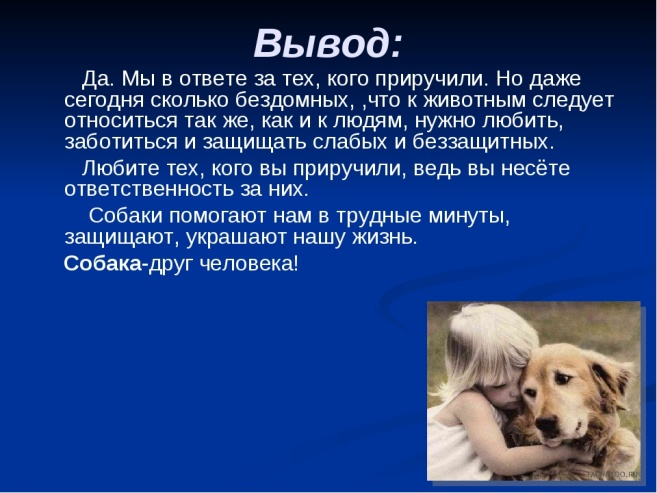 Вывод:
Да. Мы в ответе за тех, кого приручили. Но даже
сегодня сколько бездомных, ,что к животным следует
относиться так же, как и к людям, нужно любить,
заботиться и защищать слабых и беззащитных.
Любите тех, кого вы приручили, ведь вы несёте
ответственность за них.
Собаки помогают нам в трудные минуты,
защищают, украшают нашу жизнь.
Собака-друг человека!